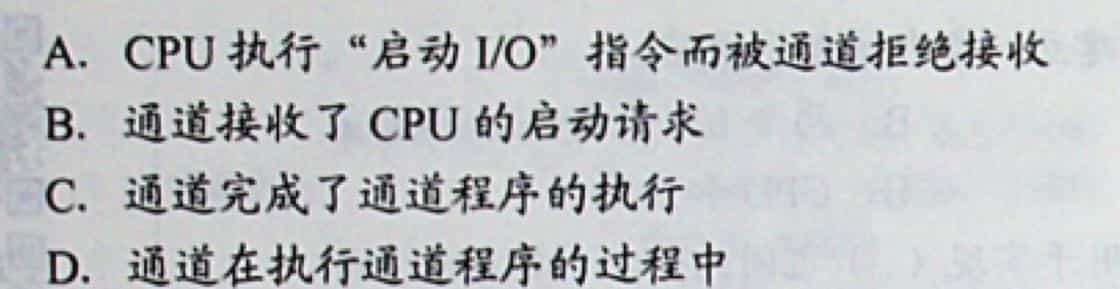 A. CPU 执行“启动 I/O”指令而被通道拒绝接收
B. 通道接收了 CPU 的启动请求
C. 通道完成了通道程序的执行
D. 通道在执行通道程序的过程中